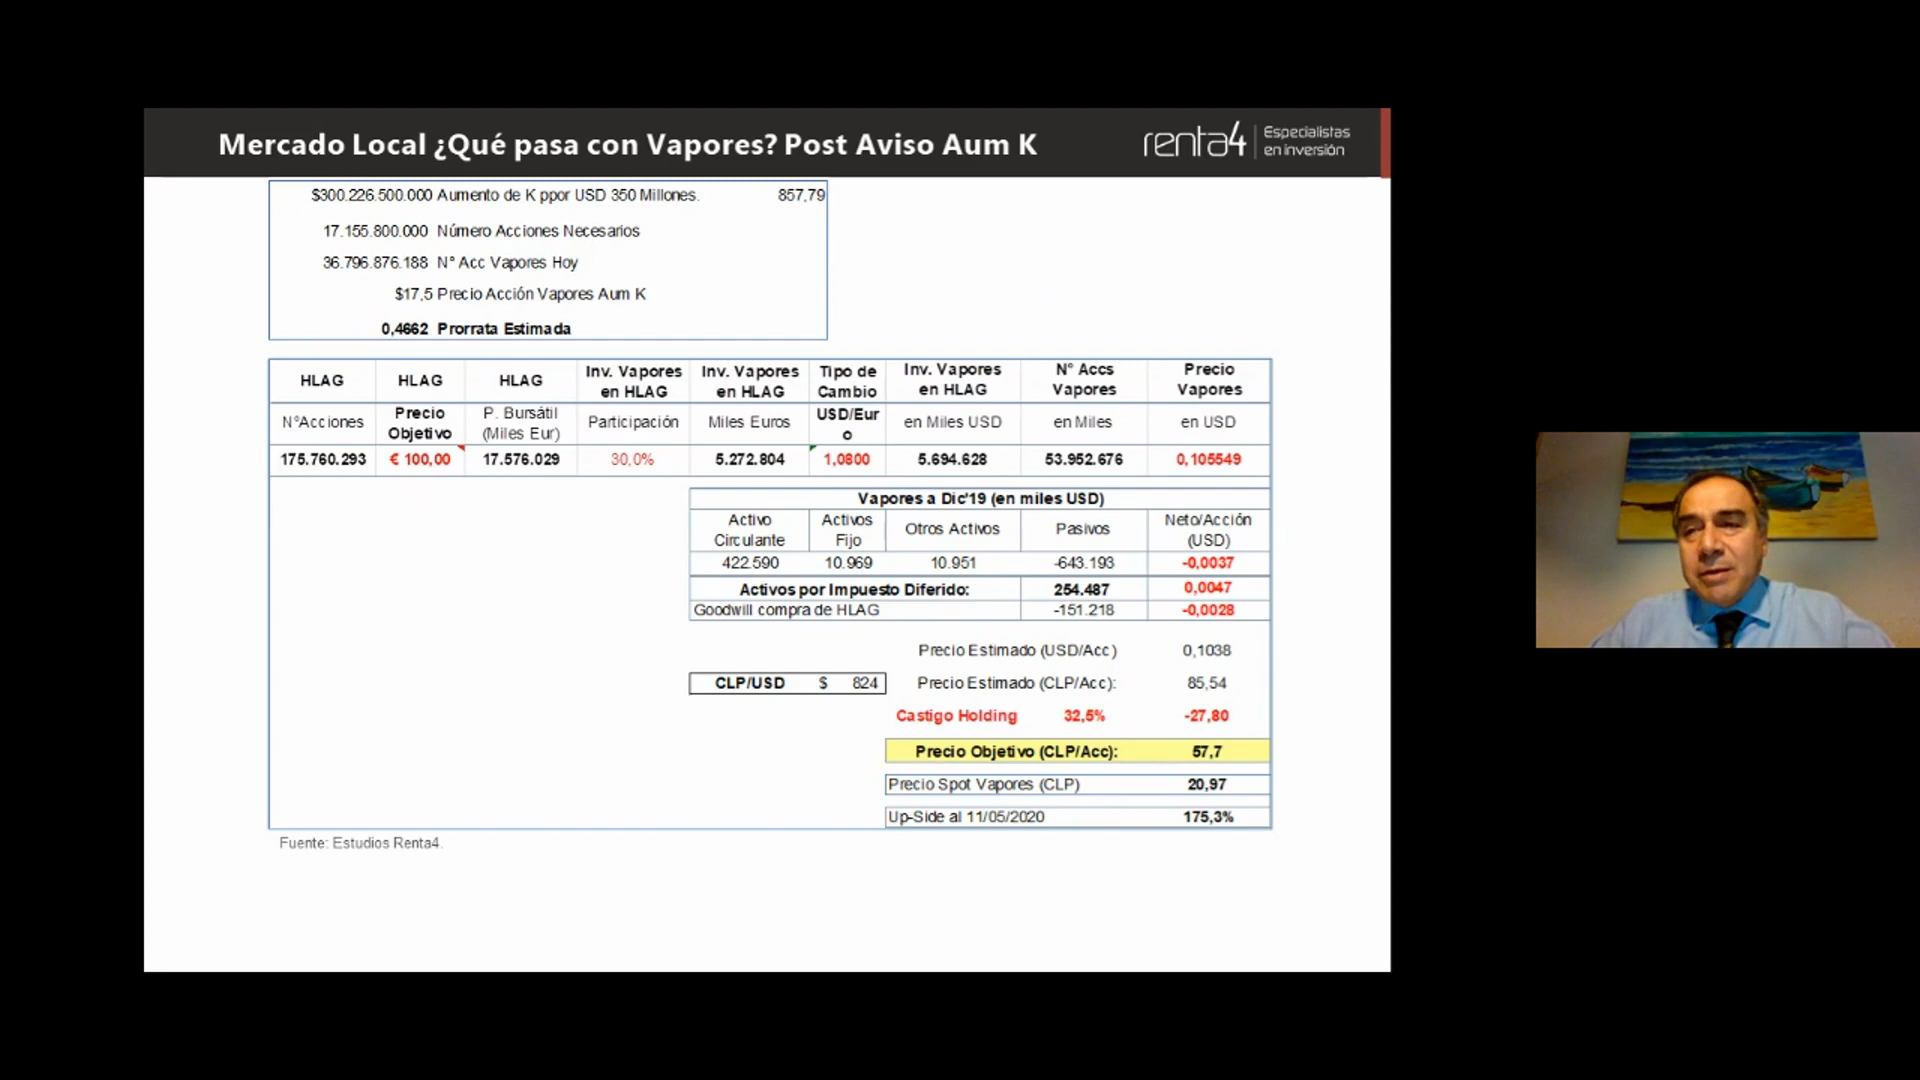 Mercado Local ¿Qué pasa con Vapores? Post Aviso Aum K
renta4 Especialistas en inversión
$300.226.500.000 Aumento de K ppor USD 350 Millones. 857,79
17.155.800.000 Número Acciones Necesarios
36.796.876.188 N° Acc Vapores Hoy
$17,5 Precio Acción Vapores Aum K
0,4662 Prorrata Estimada
HLAG HLAG HLAG Inv. Vapores en HLAG Inv. Vapores en HLAG Tipo de Cambio Inv. Vapores en HLAG N° Accs Vapores Precio Vapores
N°Acciones Precio Objetivo P. Bursátil (Miles Eur) Participación Miles Euros USD/Euro en Miles USD en Miles en USD
175.760.293 € 100,00 17.576.029 30,0% 5.272.804 1,0800 5.694.628 53.952.676 0,105549
Vapores a Dic'19 (en miles USD)
Activo Circulante Activos Fijo Otros Activos Pasivos Neto/Acción (USD)
422.590 10.969 10.951 -643.193 -0,0037
Activos por Impuesto Diferido: 254.487 0,0047
Goodwill compra de HLAG -151.218 -0,0028
Precio Estimado (USD/Acc) 0,1038
CLP/USD $ 824 Precio Estimado (CLP/Acc): 85,54
Castigo Holding 32,5% -27,80
Precio Objetivo (CLP/Acc): 57,7
Precio Spot Vapores (CLP) 20,97
Up-Side al 11/05/2020 175,3%
Fuente: Estudios Renta4.